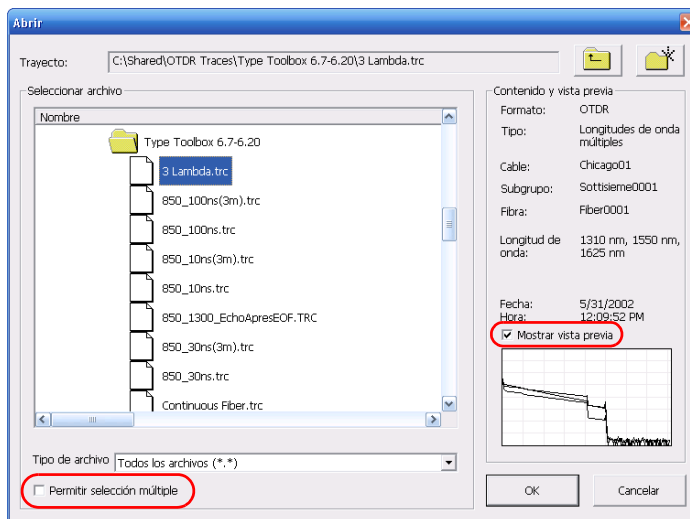 Abrir
Trayecto:
C:\Shared\OTDR Traces\Type Toolbox 6.7-6.20\3 Lambda.trc
Seleccionar archivo
Nombre
Type Toolbox 6.7-6.20
3 Lambda.trc
850_100ns(3m).trc
850_100ns.trc
850_10ns(3m).trc
850_10ns.trc
850_1300_EchoApresEOF.TRC
850_30ns(3m).trc
850_30ns.trc
Continuous Fiber.trc
Tipo de archivo
Todos los archivos (*.*)
Permitir selección múltiple
Contenido y vista previa
Formato: OTDR
Tipo: Longitudes de onda
múltiples
Cable: Chicago01
Subgrupo: Sottisieme0001
Fibra: Fiber0001
Longitud de 1310 nm, 1550 nm,
onda: 1625 nm
Fecha: 5/31/2002
Hora: 12:09:52 PM
Mostrar vista previa
OK
Cancelar